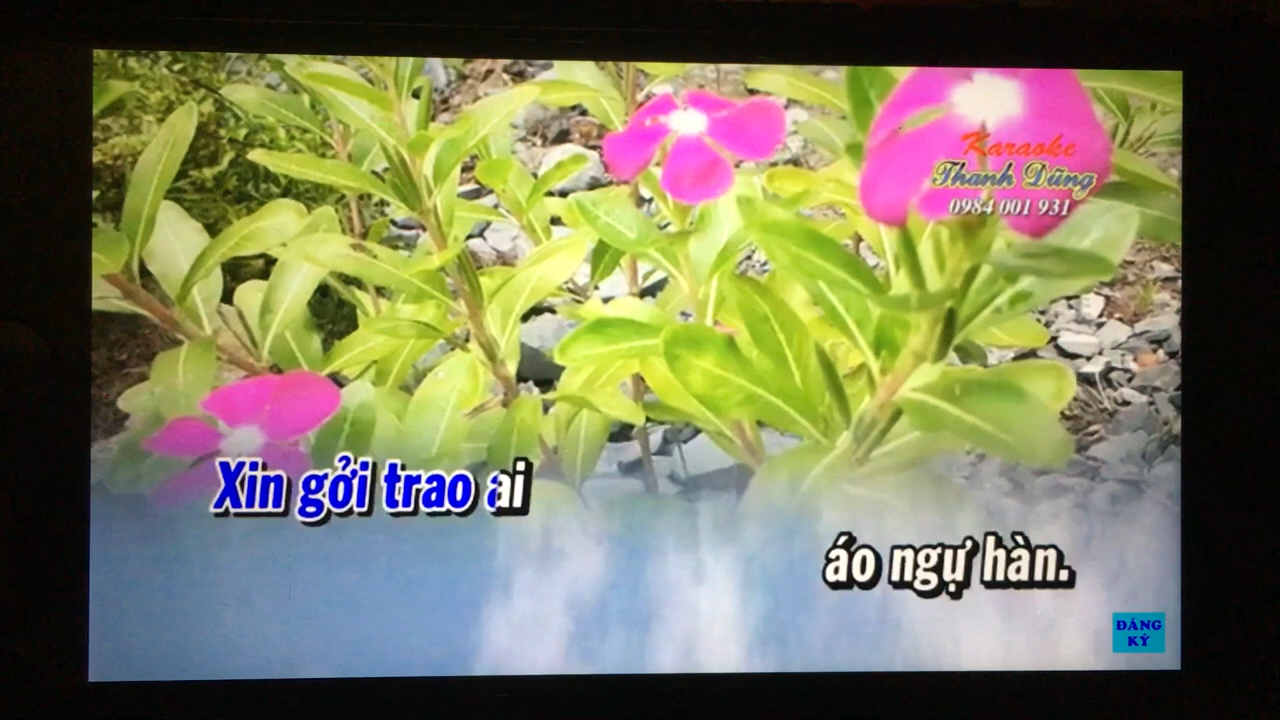 Karaoke
Thanh Dũng
0984 001 931
Xin gởi trao ai
áo ngự hàn.
ĐĂNG
KÝ